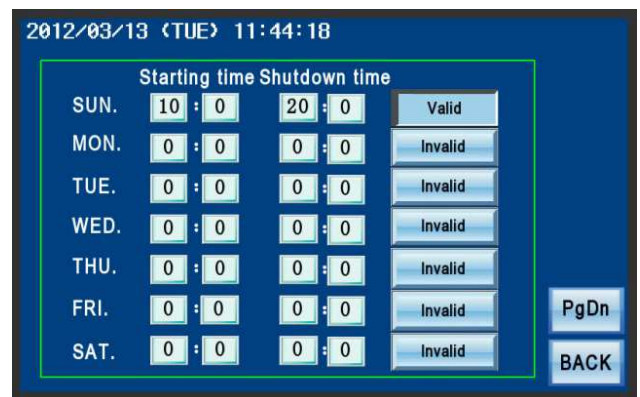 2012/03/13 (TUE) 11:44:18
Starting time Shutdown time
SUN. 10 : 0 20 : 0 Valid
MON. 0 : 0 0 : 0 Invalid
TUE. 0 : 0 0 : 0 Invalid
WED. 0 : 0 0 : 0 Invalid
THU. 0 : 0 0 : 0 Invalid
FRI. 0 : 0 0 : 0 Invalid
SAT. 0 : 0 0 : 0 Invalid
PgDn
BACK